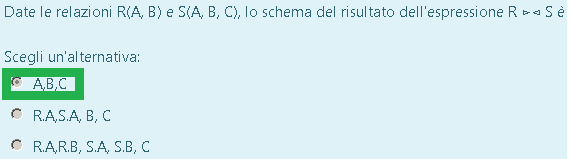 Date le relazioni R(A, B) e S(A, B, C), lo schema del risultato dell'espressione R ⊳⊲ S è
Scegli un'alternativa:
A,B,C
R.A,S.A, B, C
R.A,R.B, S.A, S.B, C